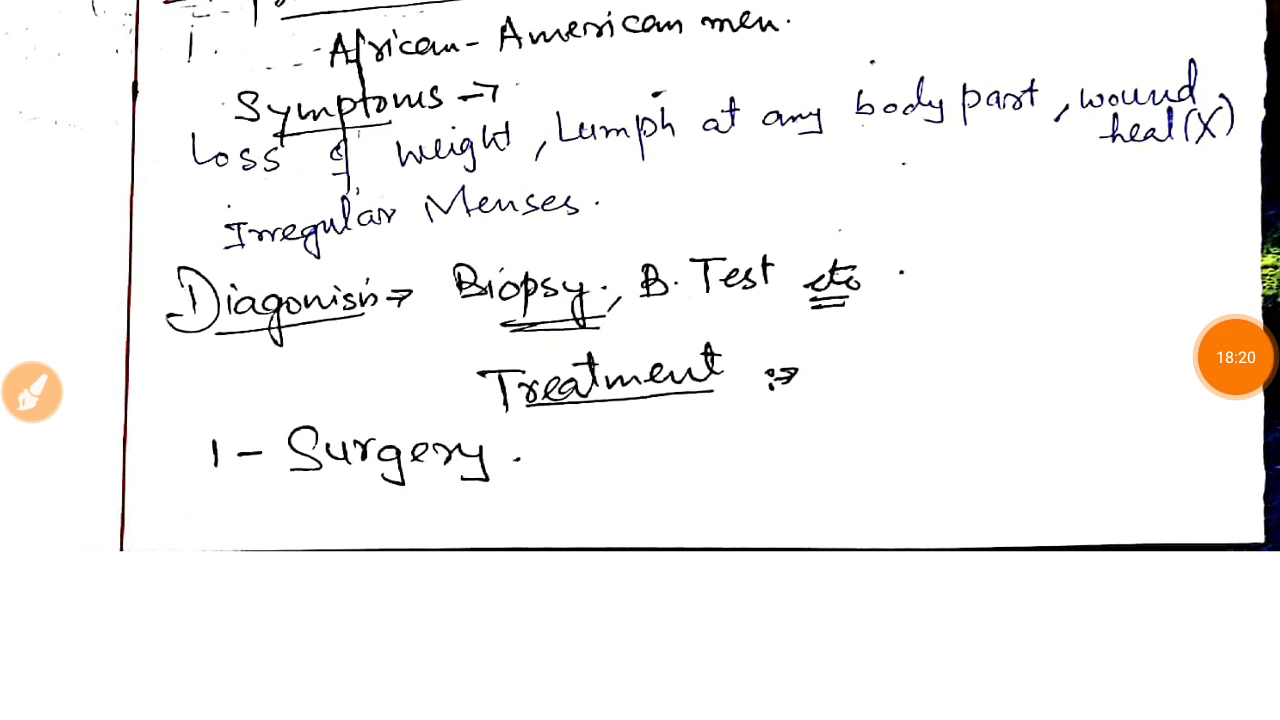 African-American men.
Symptoms →
Loss of weight, Lumph at any body part, wound heal(X)
Irregular Menses.
Diagonisis → Biopsy, B. Test etc.
Treatment :→
1- Surgery.
18:20